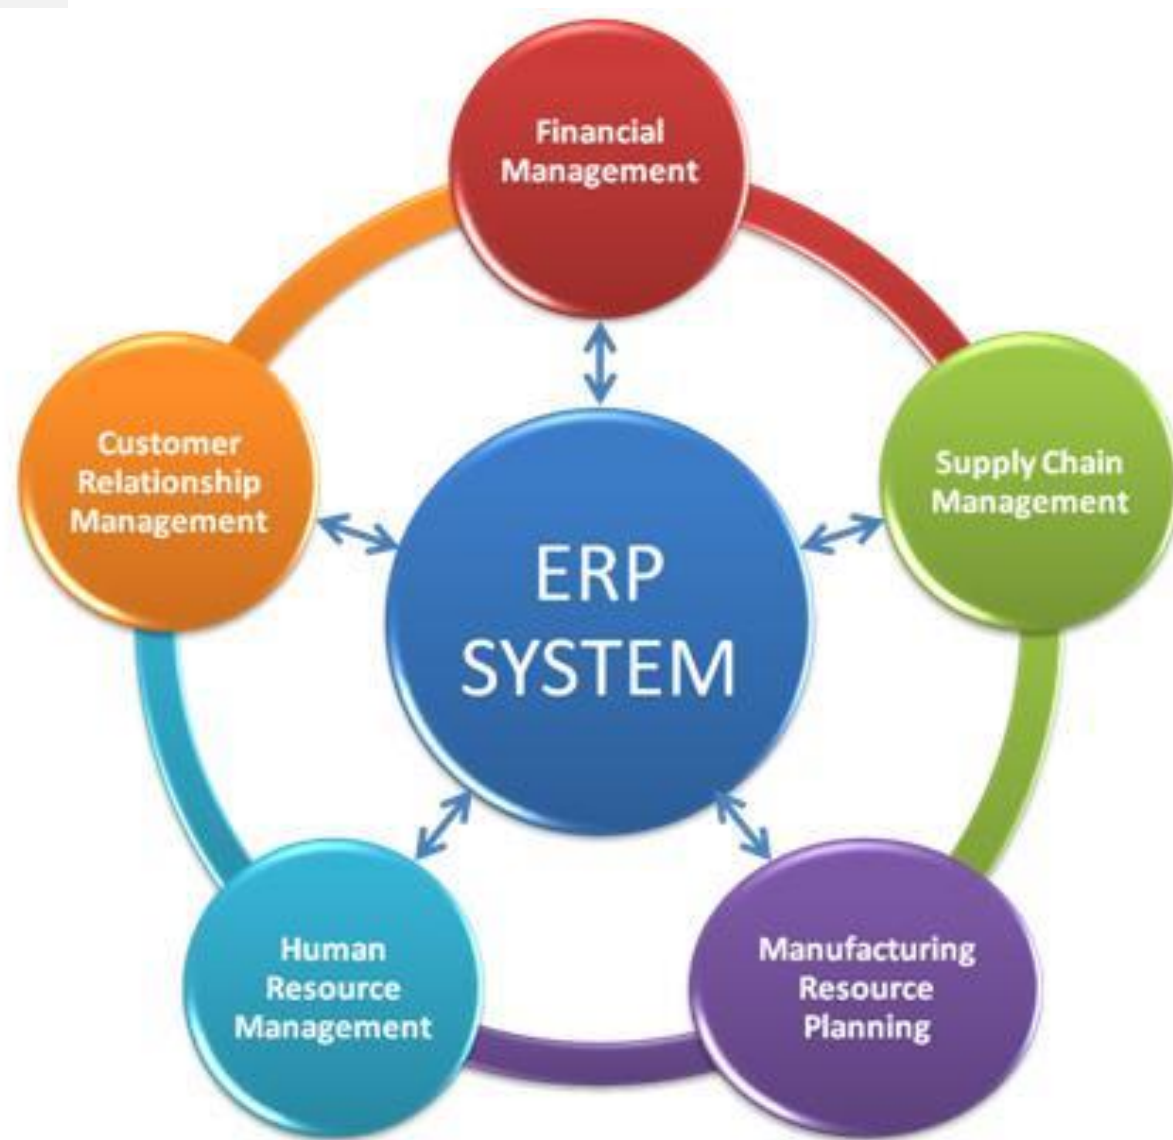 Financial
Management
Supply Chain
Management
Manufacturing
Resource
Planning
Human
Resource
Management
Customer
Relationship
Management
ERP
SYSTEM